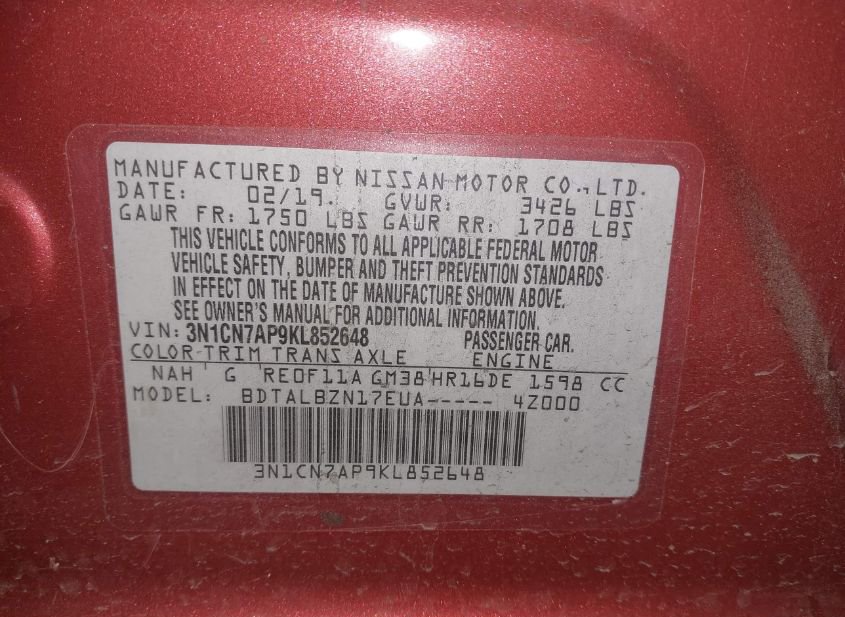 MANUFACTURED BY NISSAN MOTOR CO., LTD.
DATE: 02/19. GVWR: 3426 LBS
GAWR FR: 1750 LBS GAWR RR: 1708 LBS
THIS VEHICLE CONFORMS TO ALL APPLICABLE FEDERAL MOTOR
VEHICLE SAFETY, BUMPER AND THEFT PREVENTION STANDARDS
IN EFFECT ON THE DATE OF MANUFACTURE SHOWN ABOVE.
SEE OWNER'S MANUAL FOR ADDITIONAL INFORMATION.
VIN: 3N1CN7AP9KL852648 PASSENGER CAR.
COLOR TRIM TRANS AXLE ENGINE
NAH G RE0F11A GM38 HR16DE 1598 CC
MODEL: BDTALBZN17EUA----- 4Z000
3N1CN7AP9KL852648